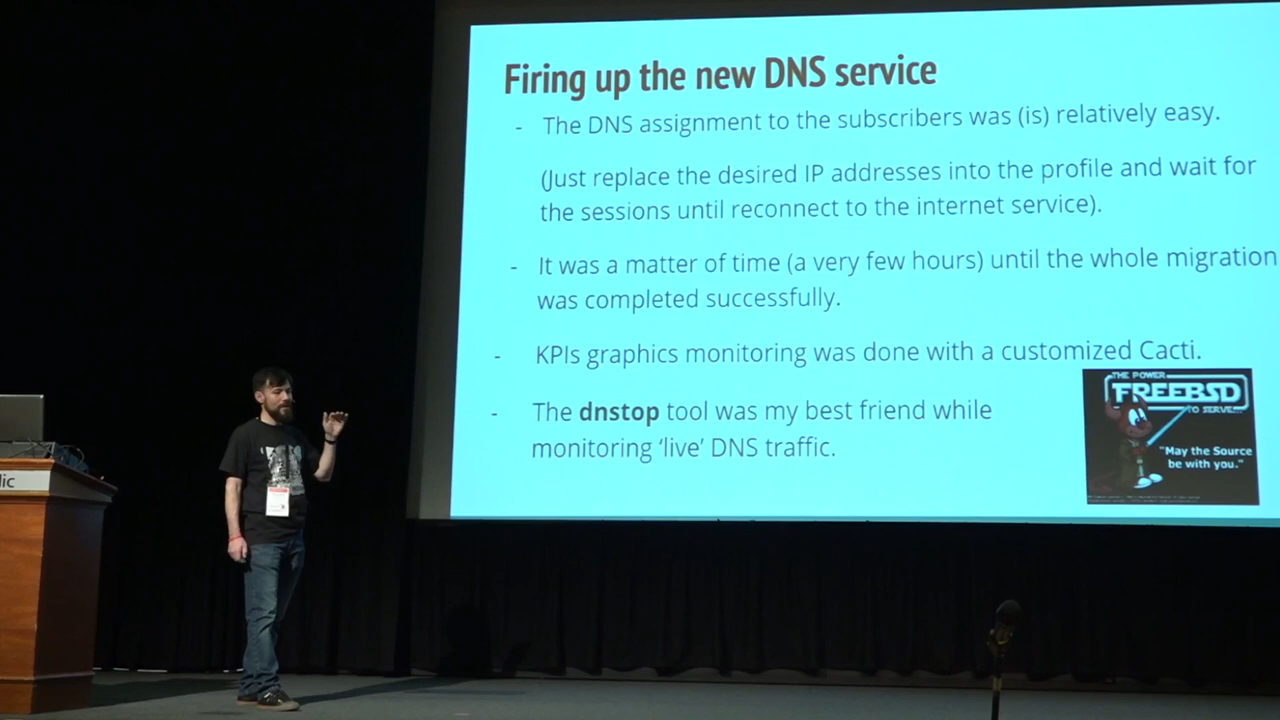 Firing up the new DNS service
- The DNS assignment to the subscribers was (is) relatively easy.
(Just replace the desired IP addresses into the profile and wait for
the sessions until reconnect to the internet service).
- It was a matter of time (a very few hours) until the whole migration
was completed successfully.
- KPIs graphics monitoring was done with a customized Cacti.
- The dnstop tool was my best friend while
monitoring ‘live’ DNS traffic.
THE POWER
FREEBSD
TO SERVE...
"May the Source
be with you."
lic